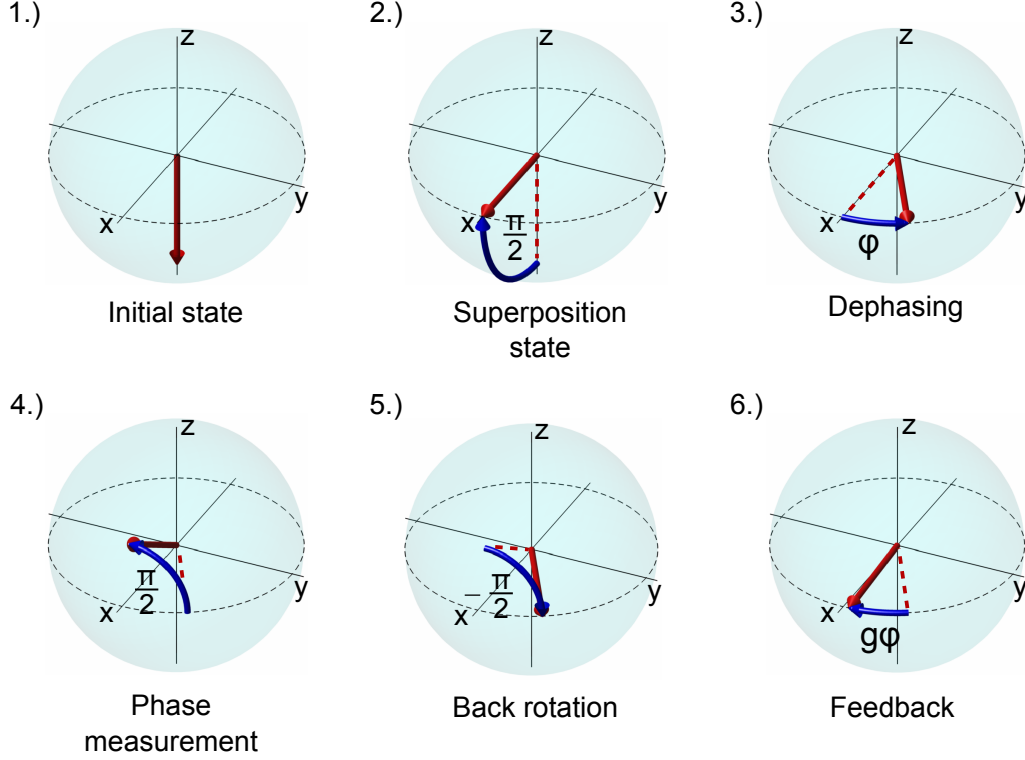 1.)
z
y
x
Initial state
2.)
z
y
x
π/2
Superposition
state
3.)
z
y
x
φ
Dephasing
4.)
z
y
x
π/2
Phase
measurement
5.)
z
y
x
−π/2
Back rotation
6.)
z
y
x
gφ
Feedback